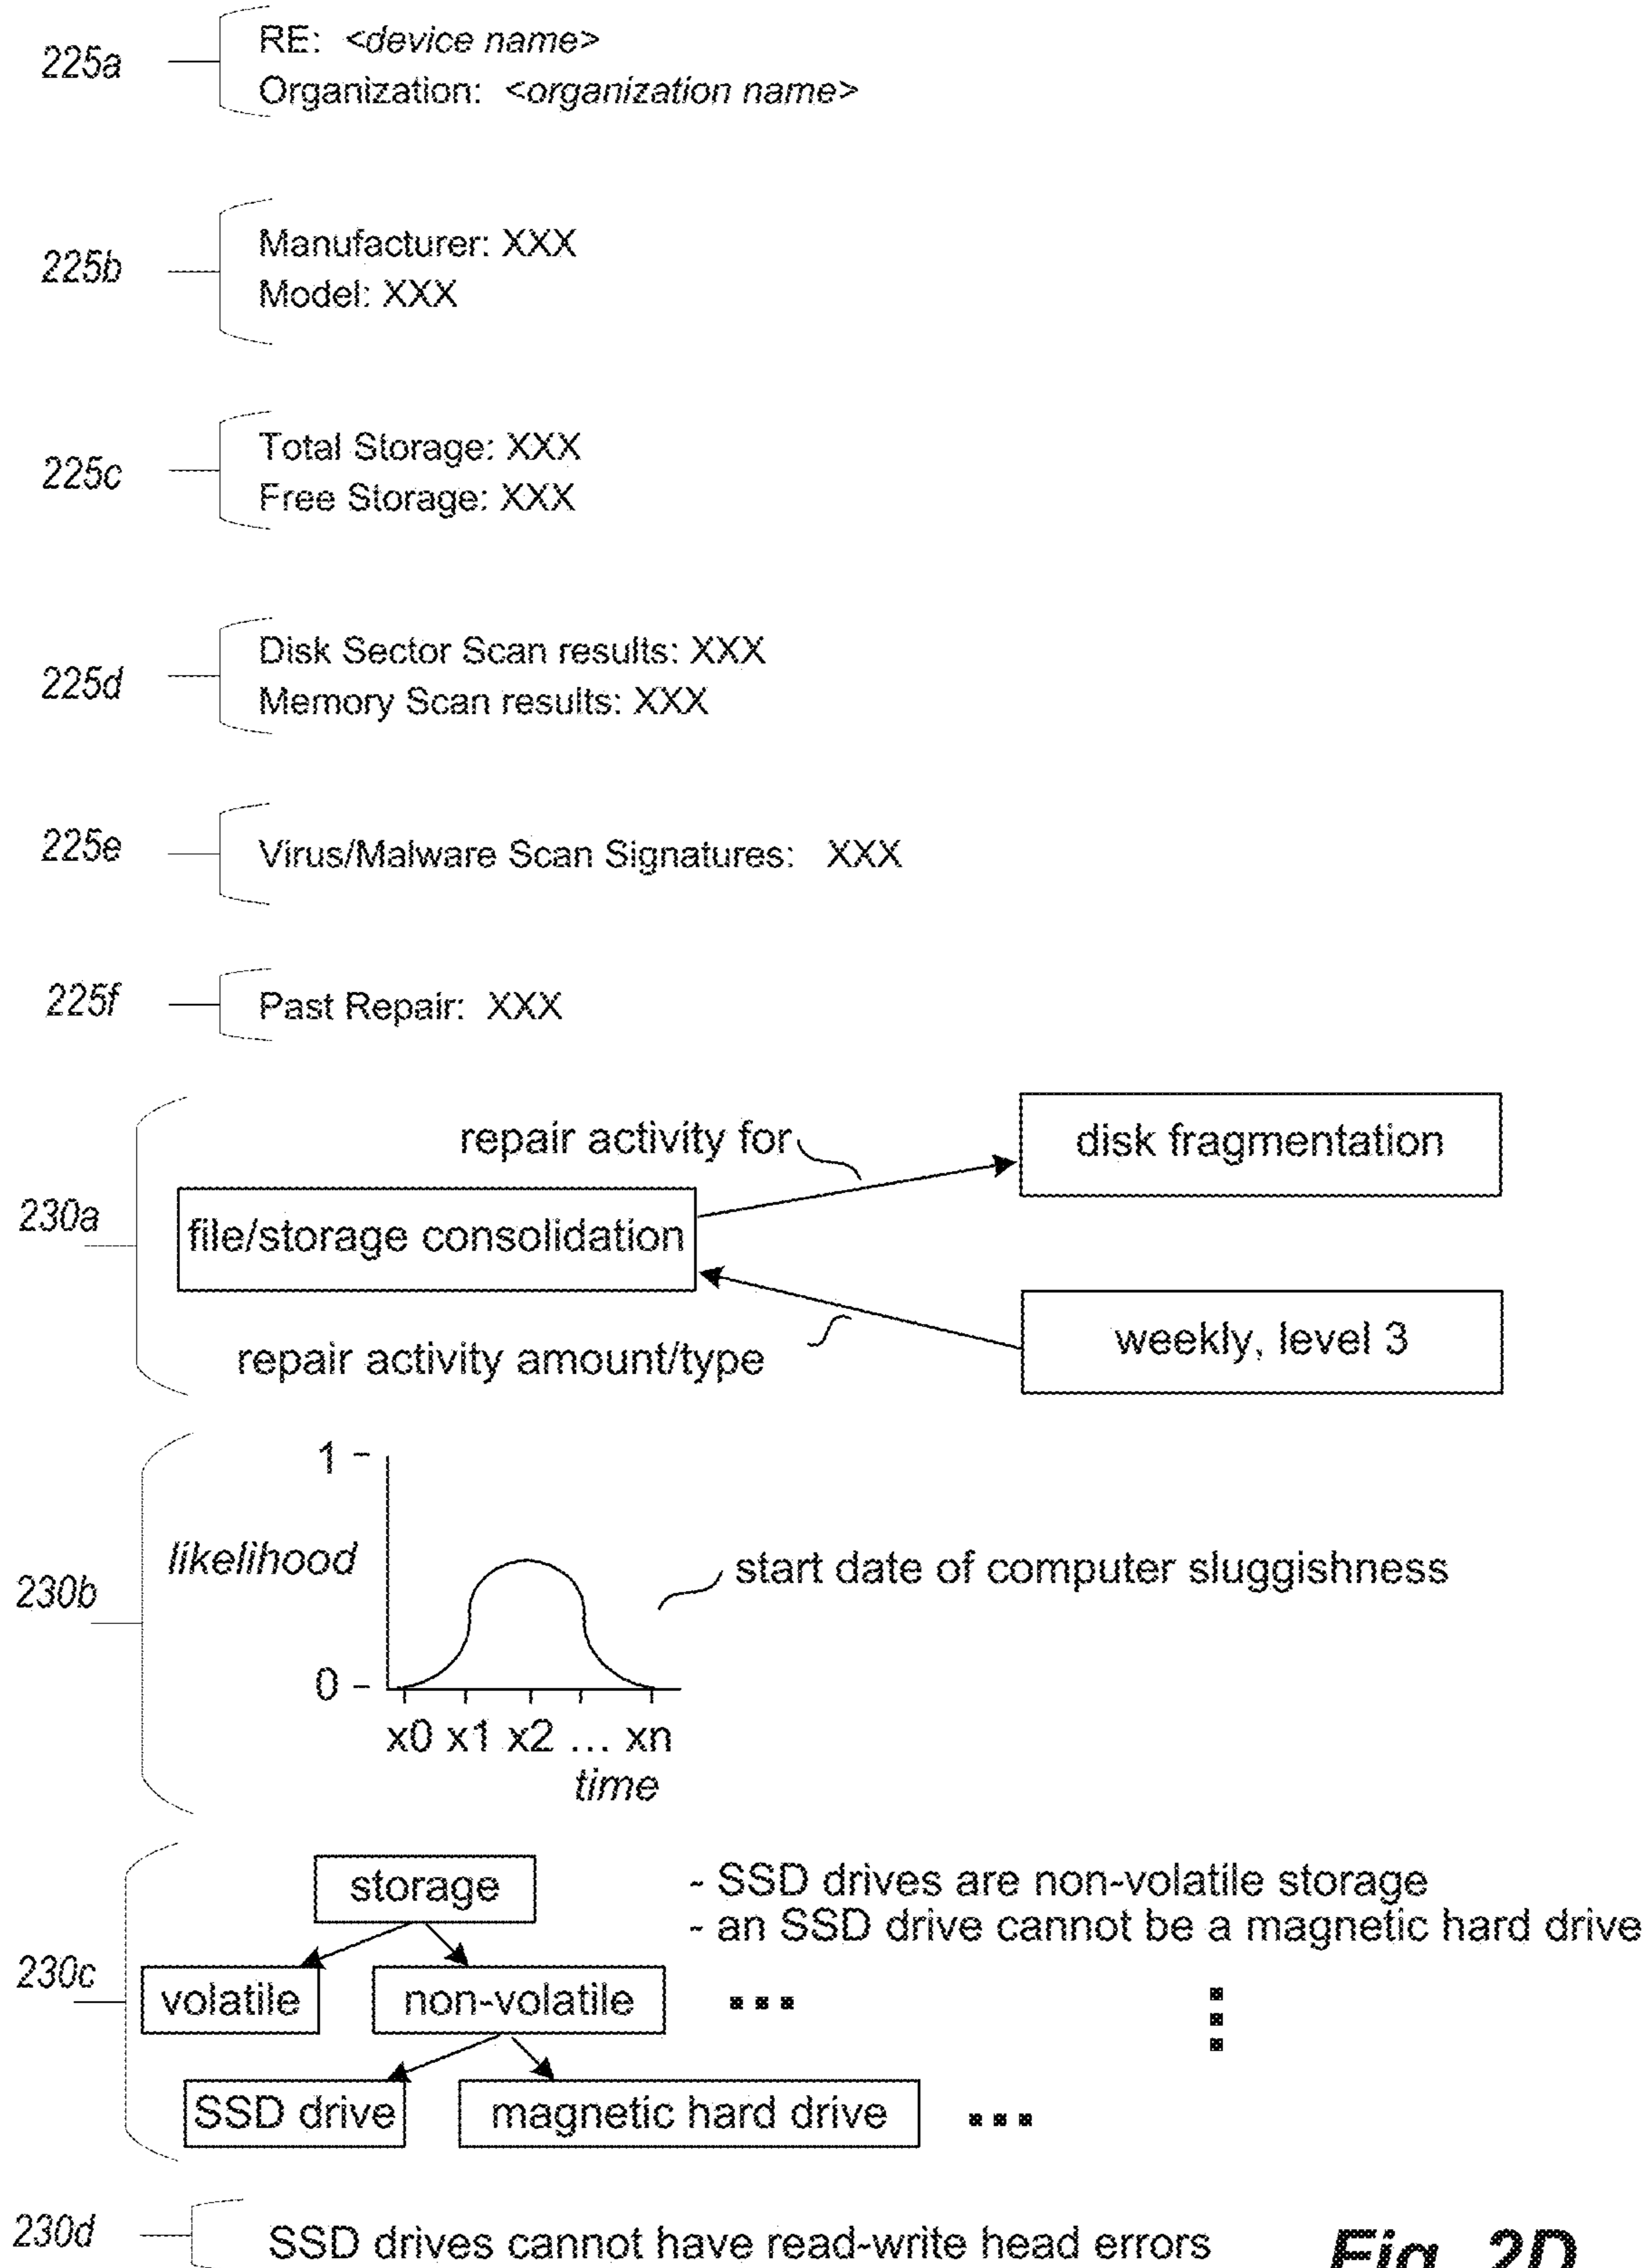 225a
RE: <device name>
Organization: <organization name>
225b
Manufacturer: XXX
Model: XXX
225c
Total Storage: XXX
Free Storage: XXX
225d
Disk Sector Scan results: XXX
Memory Scan results: XXX
225e
Virus/Malware Scan Signatures: XXX
225f
Past Repair: XXX
230a
repair activity for
disk fragmentation
file/storage consolidation
weekly, level 3
repair activity amount/type
230b
1
likelihood
start date of computer sluggishness
0
x0 x1 x2 ... xn
time
230c
storage
- SSD drives are non-volatile storage
- an SSD drive cannot be a magnetic hard drive
volatile
non-volatile
...
SSD drive
magnetic hard drive
...
230d
SSD drives cannot have read-write head errors
Fig. 2D